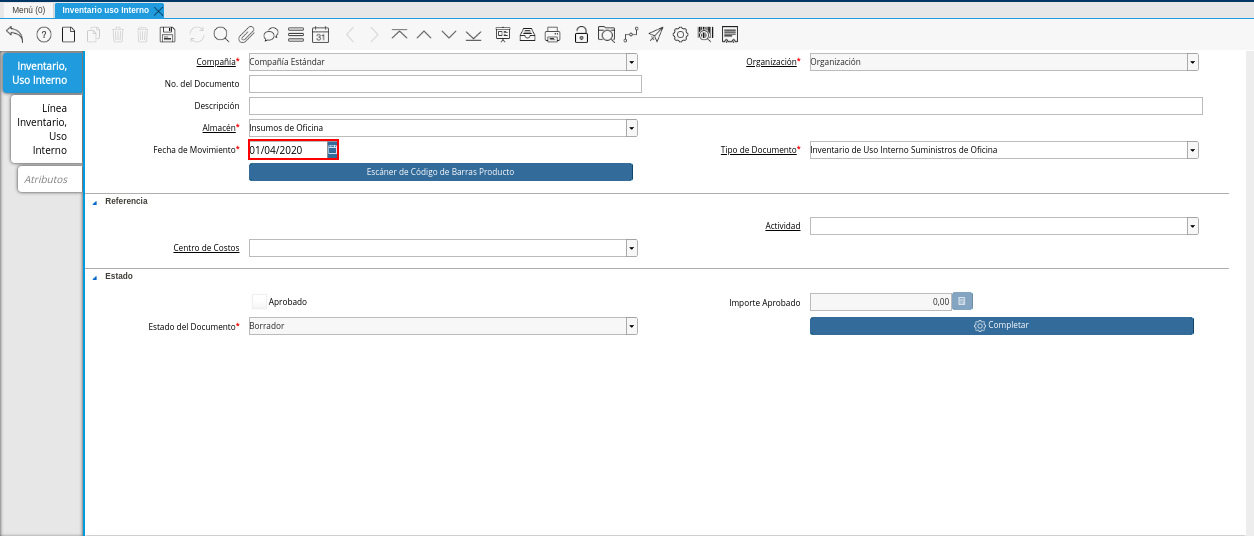 Menú (0)
Inventario uso Interno
31
Inventario,
Uso Interno
Línea
Inventario,
Uso
Interno
Atributos
Compañía* Compañía Estándar Organización* Organización
No. del Documento
Descripción
Almacén* Insumos de Oficina
Fecha de Movimiento* 01/04/2020 Tipo de Documento* Inventario de Uso Interno Suministros de Oficina
Escáner de Código de Barras Producto
Referencia
Actividad
Centro de Costos
Estado
Aprobado Importe Aprobado 0,00
Estado del Documento* Borrador Completar